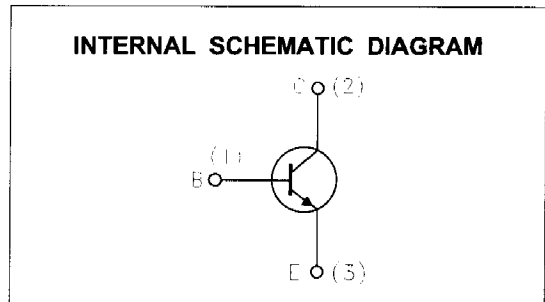 INTERNAL SCHEMATIC DIAGRAM
C (2)
(1)
B
E (3)